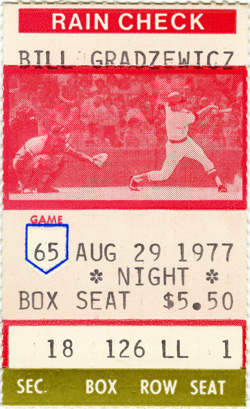 RAIN CHECK
BILL GRADZEWICZ
GAME
65 AUG 29 1977
* NIGHT *
BOX SEAT $5.50
18 126 LL 1
SEC. BOX ROW SEAT